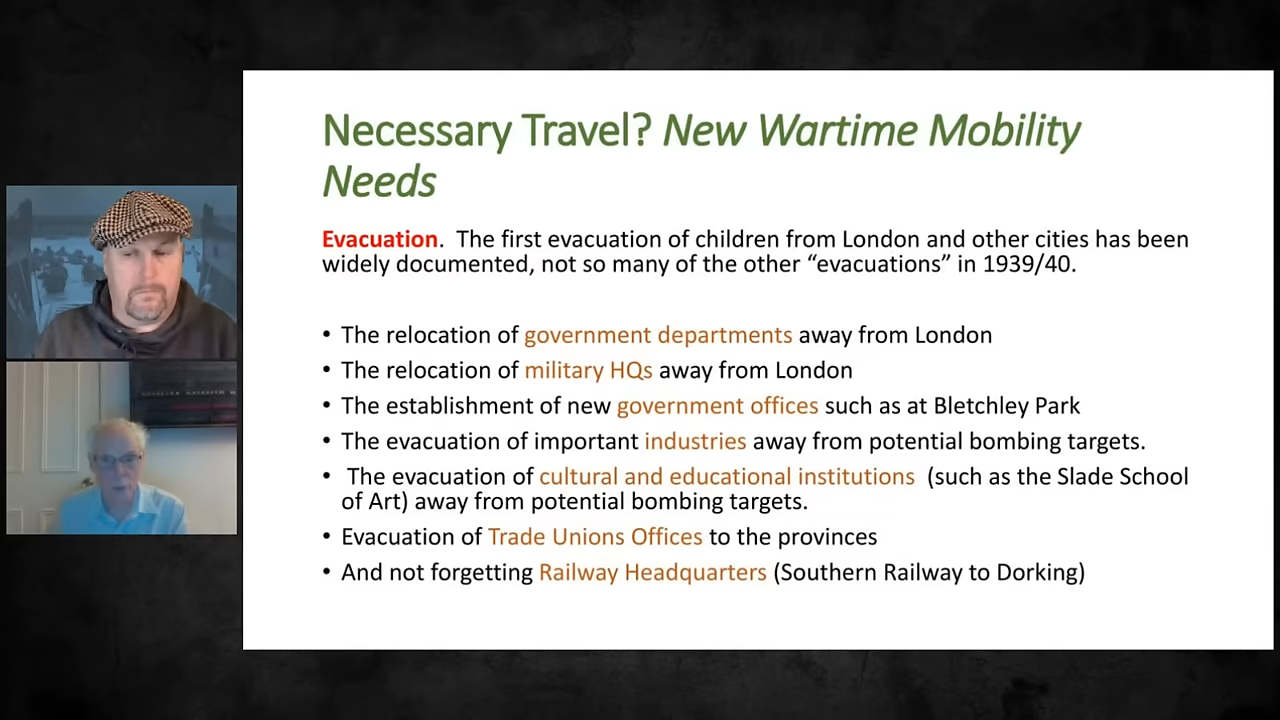 Necessary Travel? New Wartime Mobility
Needs
Evacuation.  The first evacuation of children from London and other cities has been
widely documented, not so many of the other “evacuations” in 1939/40.
• The relocation of government departments away from London
• The relocation of military HQs away from London
• The establishment of new government offices such as at Bletchley Park
• The evacuation of important industries away from potential bombing targets.
•  The evacuation of cultural and educational institutions  (such as the Slade School
of Art) away from potential bombing targets.
• Evacuation of Trade Unions Offices to the provinces
• And not forgetting Railway Headquarters (Southern Railway to Dorking)